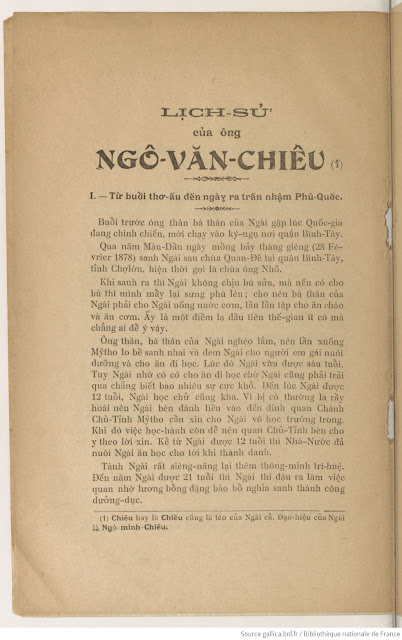 LỊCH-SỬ
của ông
NGÔ-VĂN-CHIÊU (1)
I. — Từ buổi thơ-ấu đến ngày ra trấn nhậm Phú-Quốc.
Buổi trước ông thân bà thân của Ngài gặp lúc Quốc-gia
đang chinh chiến, mới chạy vào ký-ngụ nơi quận Bình-Tây.
Qua năm Mậu-Dần ngày mồng bảy tháng giêng (28 Fé-
vrier 1878) sanh Ngài sau chùa Quan-Đế tại quận Bình-Tây,
tỉnh Chợlớn, hiện thời gọi là chùa ông Nhỏ.
Khi sanh ra thì Ngài không chịu bú sữa, mà nếu có cho
bú thì mình mẩy lại sưng phù lên ; cho nên bà thân của
Ngài phải cho Ngài uống nước cơm, lần lần tập cho ăn cháo
và ăn cơm. Ấy là một điềm lạ đầu tiên thế-gian ít có mà
chẳng ai để ý vậy.
Ông thân, bà thân của Ngài nghèo lắm, nên lần xuống
Mỹtho lo bề sanh nhai và đem Ngài cho người em gái nuôi
dưỡng và cho ăn đi học. Lúc đó Ngài vừa được sáu tuổi.
Tuy Ngài nhờ có cô cho ăn đi học chớ Ngài cũng phải trải
qua chẳng biết bao nhiêu sự cực khổ. Đến lúc Ngài được
12 tuổi, Ngài học chữ cũng khá. Vì bị cô thường la rầy
hoài nên Ngài bèn đánh liều vào đến dinh quan Chánh
Chủ-Tỉnh Mỹtho cầu xin cho Ngài vô học trường trong.
Khi đó việc học-hành còn dễ nên quan Chủ-Tỉnh bèn cho
y theo lời xin. Kể từ Ngài được 12 tuổi thì Nhà-Nước đã
nuôi Ngài ăn học cho tới khi thành danh.
Tánh Ngài rất siêng-năng lại thêm thông-minh trí-huệ.
Đến năm Ngài được 21 tuổi thì Ngài thi đậu ra làm việc
quan nhờ lương bổng đặng báo bổ nghĩa sanh thành công
dưỡng-dục.
(1) Chiêu hay là Chiếu cũng là tên của Ngài cả. Đạo-hiệu của Ngài
là Ngô-minh-Chiêu.
Source gallica.bnf.fr / Bibliothèque nationale de France